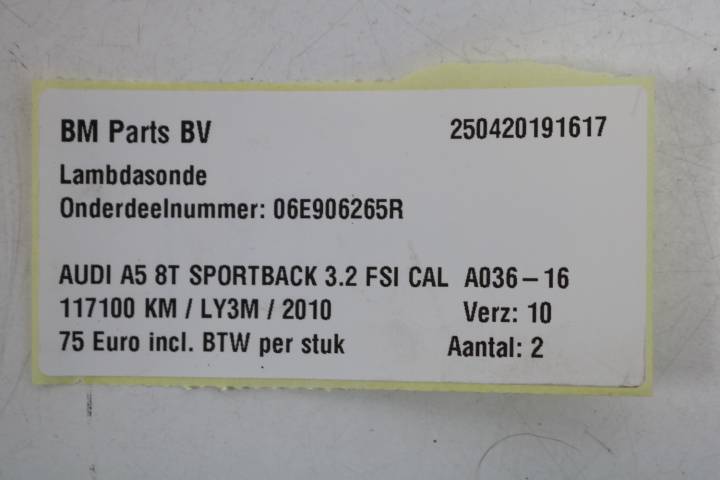 BM Parts BV 250420191617
Lambdasonde
Onderdeelnummer: 06E906265R
AUDI A5 8T SPORTBACK 3.2 FSI CAL A036-16
117100 KM / LY3M / 2010 Verz: 10
75 Euro incl. BTW per stuk Aantal: 2